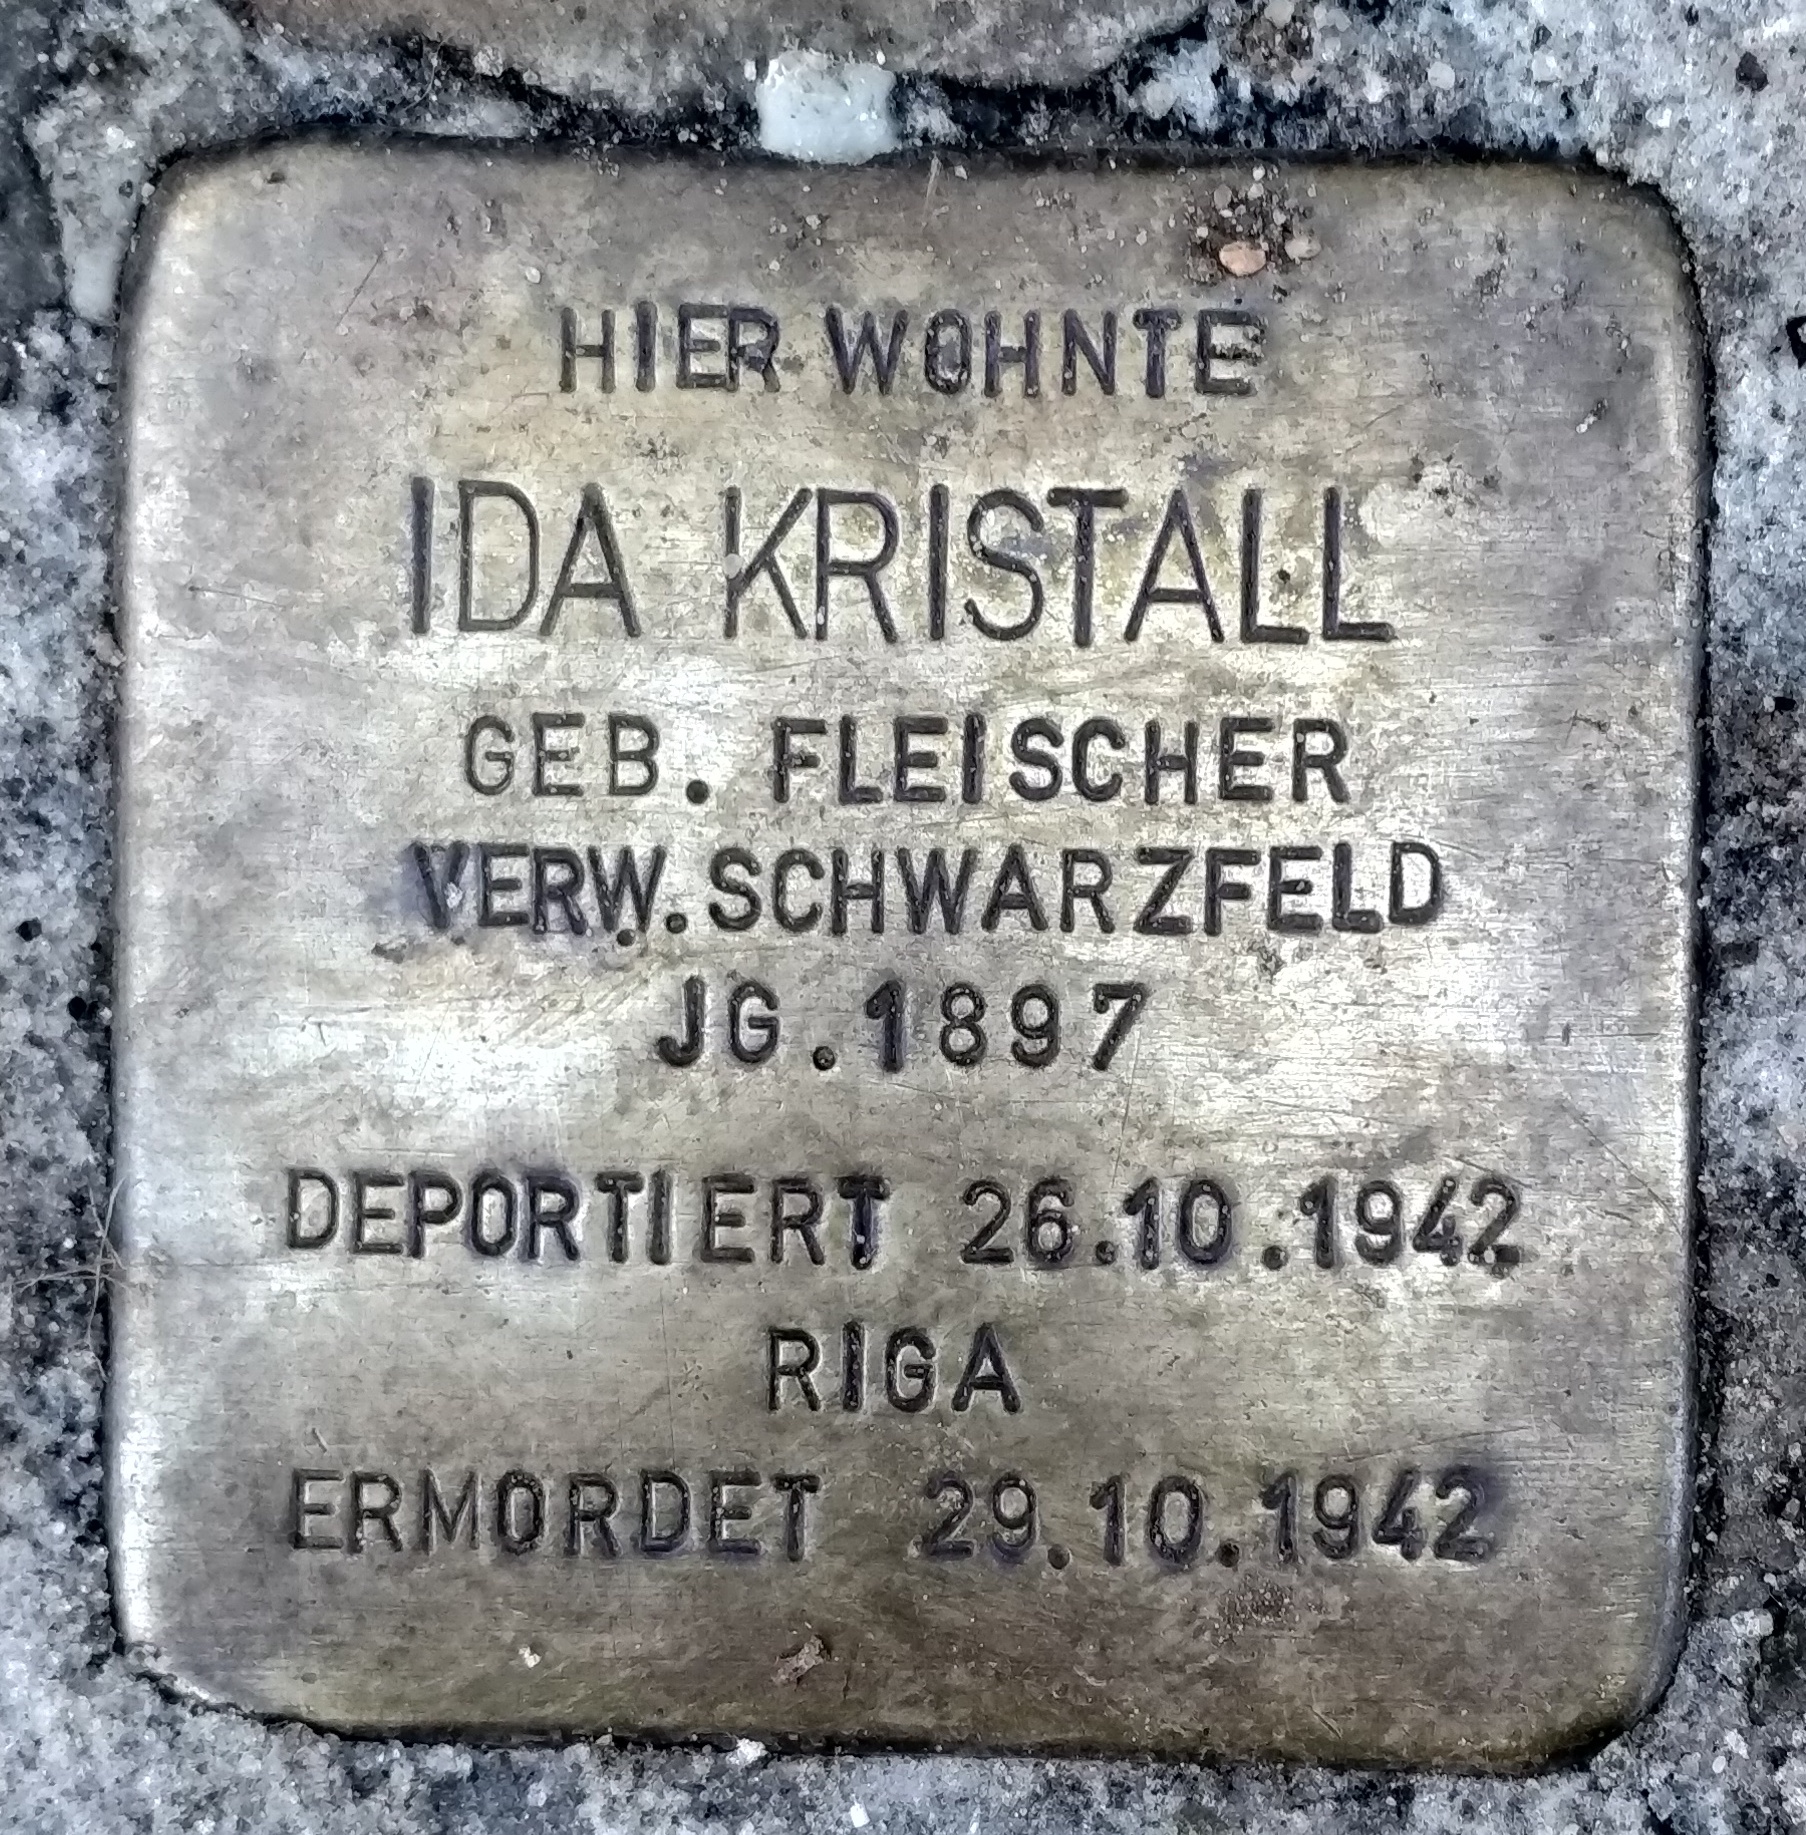 HIER WOHNTE
IDA KRISTALL
GEB. FLEISCHER
VERW. SCHWARZFELD
JG. 1897
DEPORTIERT 26.10.1942
RIGA
ERMORDET 29.10.1942